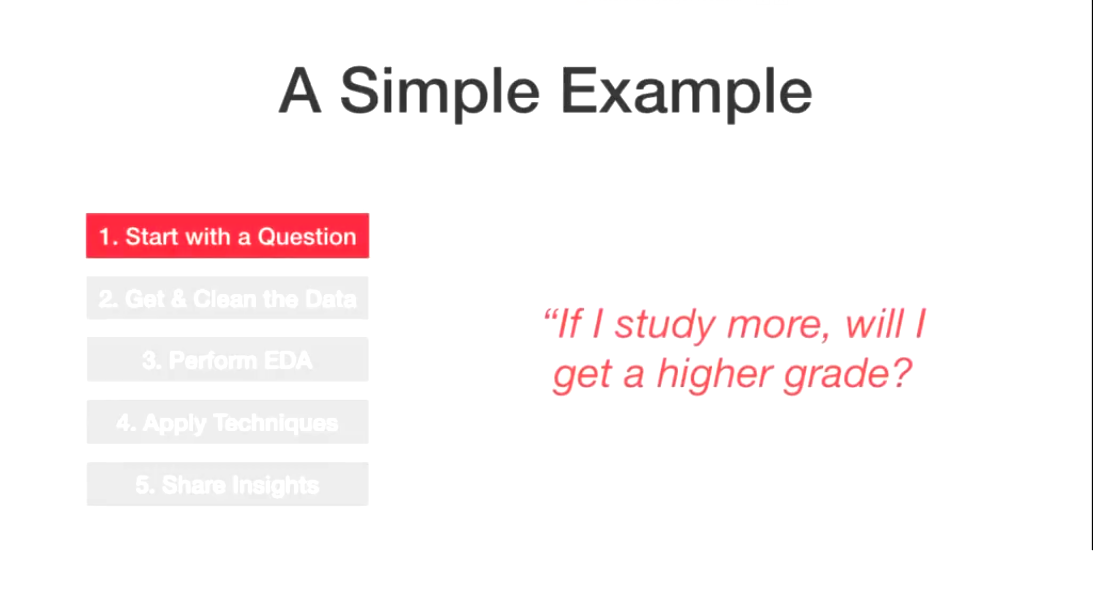 A Simple Example
1. Start with a Question
2. Get & Clean the Data
3. Perform EDA
4. Apply Techniques
5. Share Insights
“If I study more, will I
get a higher grade?